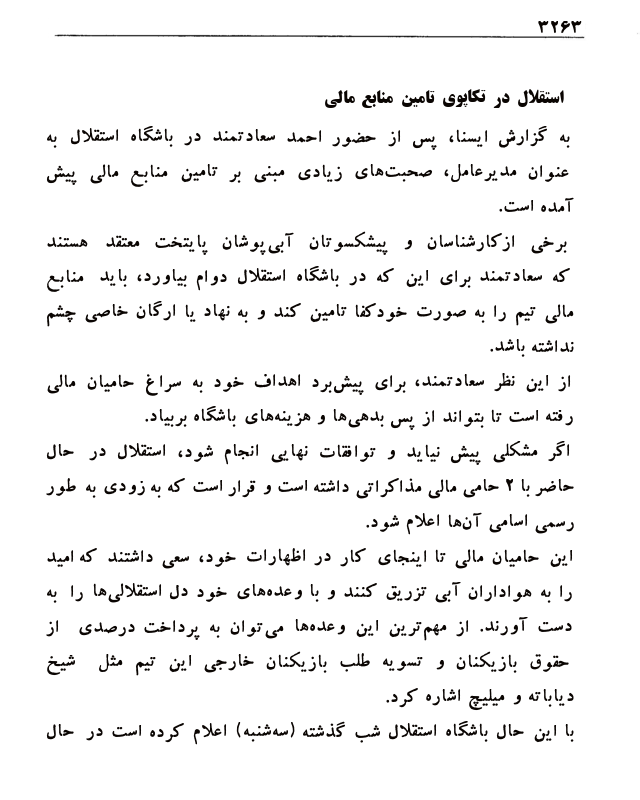 ۳۲۶۳
استقلال در تکاپوی تامین منابع مالی
به گزارش ایسنا، پس از حضور احمد سعادتمند در باشگاه استقلال به
عنوان مدیرعامل، صحبت‌های زیادی مبنی بر تامین منابع مالی پیش
آمده است.
برخی ازکارشناسان و پیشکسوتان آبی‌پوشان پایتخت معتقد هستند
که سعادتمند برای این که در باشگاه استقلال دوام بیاورد، باید منابع
مالی تیم را به صورت خودکفا تامین کند و به نهاد یا ارگان خاصی چشم
نداشته باشد.
از این نظر سعادتمند، برای پیش‌برد اهداف خود به سراغ حامیان مالی
رفته است تا بتواند از پس بدهی‌ها و هزینه‌های باشگاه بربیاد.
اگر مشکلی پیش نیاید و توافقات نهایی انجام شود، استقلال در حال
حاضر با ۲ حامی مالی مذاکراتی داشته است و قرار است که به زودی به طور
رسمی اسامی آن‌ها اعلام شود.
این حامیان مالی تا اینجای کار در اظهارات خود، سعی داشتند که امید
را به هواداران آبی تزریق کنند و با وعده‌های خود دل استقلالی‌ها را به
دست آورند. از مهم‌ترین این وعده‌ها می‌توان به پرداخت درصدی از
حقوق بازیکنان و تسویه طلب بازیکنان خارجی این تیم مثل شیخ
دیاباته و میلیچ اشاره کرد.
با این حال باشگاه استقلال شب گذشته (سه‌شنبه) اعلام کرده است در حال